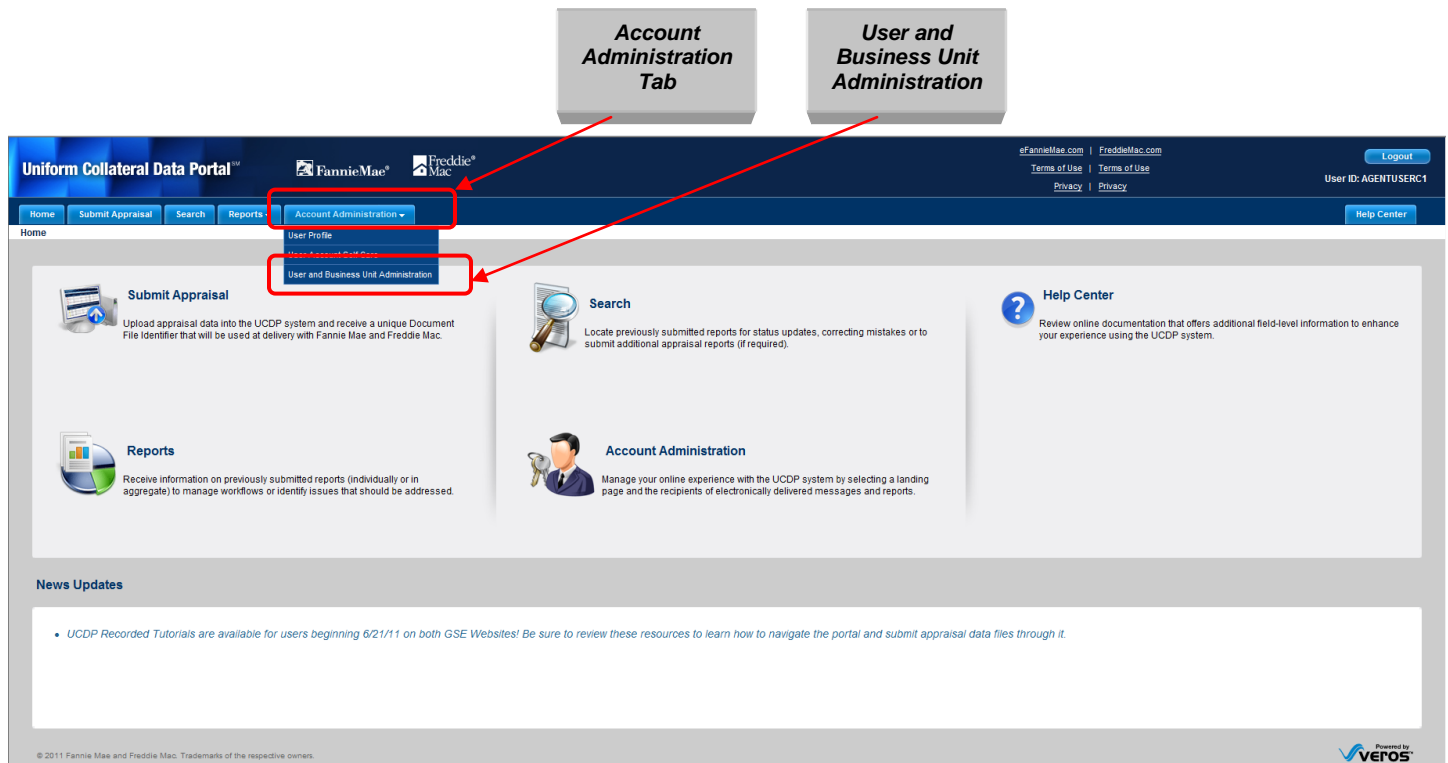 Account
Administration
Tab
User and
Business Unit
Administration
Uniform Collateral Data Portal℠
FannieMae®
Freddie®
Mac
eFannieMae.com | FreddieMac.com
Terms of Use | Terms of Use
Privacy | Privacy
Logout
User ID: AGENTUSERC1
Home
Submit Appraisal
Search
Reports
Account Administration
Help Center
Home
User Profile
User Account Self Care
User and Business Unit Administration
Submit Appraisal
Upload appraisal data into the UCDP system and receive a unique Document
File Identifier that will be used at delivery with Fannie Mae and Freddie Mac.
Search
Locate previously submitted reports for status updates, correcting mistakes or to
submit additional appraisal reports (if required).
Help Center
Review online documentation that offers additional field-level information to enhance
your experience using the UCDP system.
Reports
Receive information on previously submitted reports (individually or in
aggregate) to manage workflows or identify issues that should be addressed.
Account Administration
Manage your online experience with the UCDP system by selecting a landing
page and the recipients of electronically delivered messages and reports.
News Updates
• UCDP Recorded Tutorials are available for users beginning 6/21/11 on both GSE Websites! Be sure to review these resources to learn how to navigate the portal and submit appraisal data files through it.
© 2011 Fannie Mae and Freddie Mac. Trademarks of the respective owners.
Powered by
veros